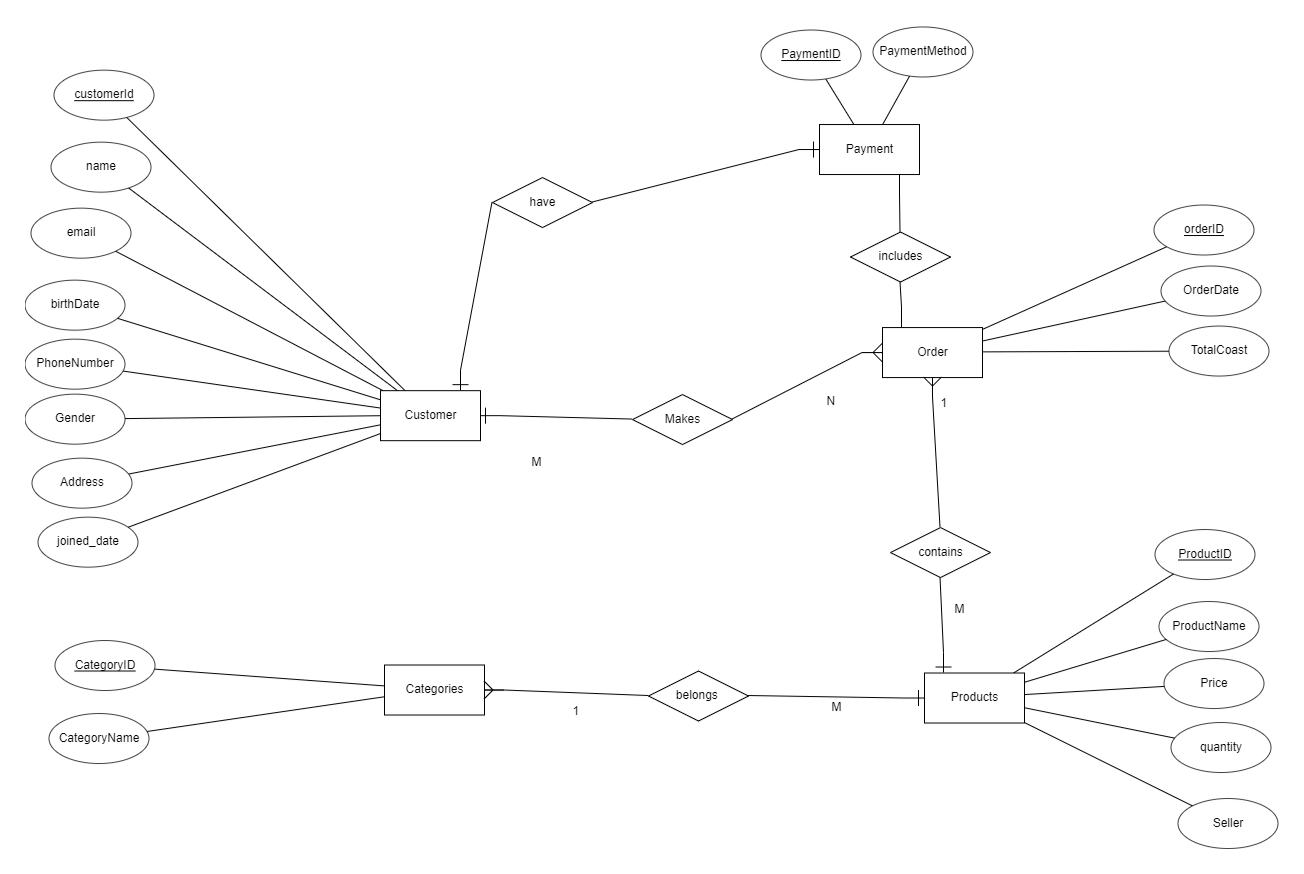 PaymentID
PaymentMethod
customerId
name
Payment
have
email
orderID
includes
OrderDate
birthDate
Order
TotalCoast
PhoneNumber
N
1
Customer
Makes
Gender
M
Address
joined_date
contains
ProductID
M
ProductName
CategoryID
Categories
belongs
Products
Price
1
M
CategoryName
quantity
Seller